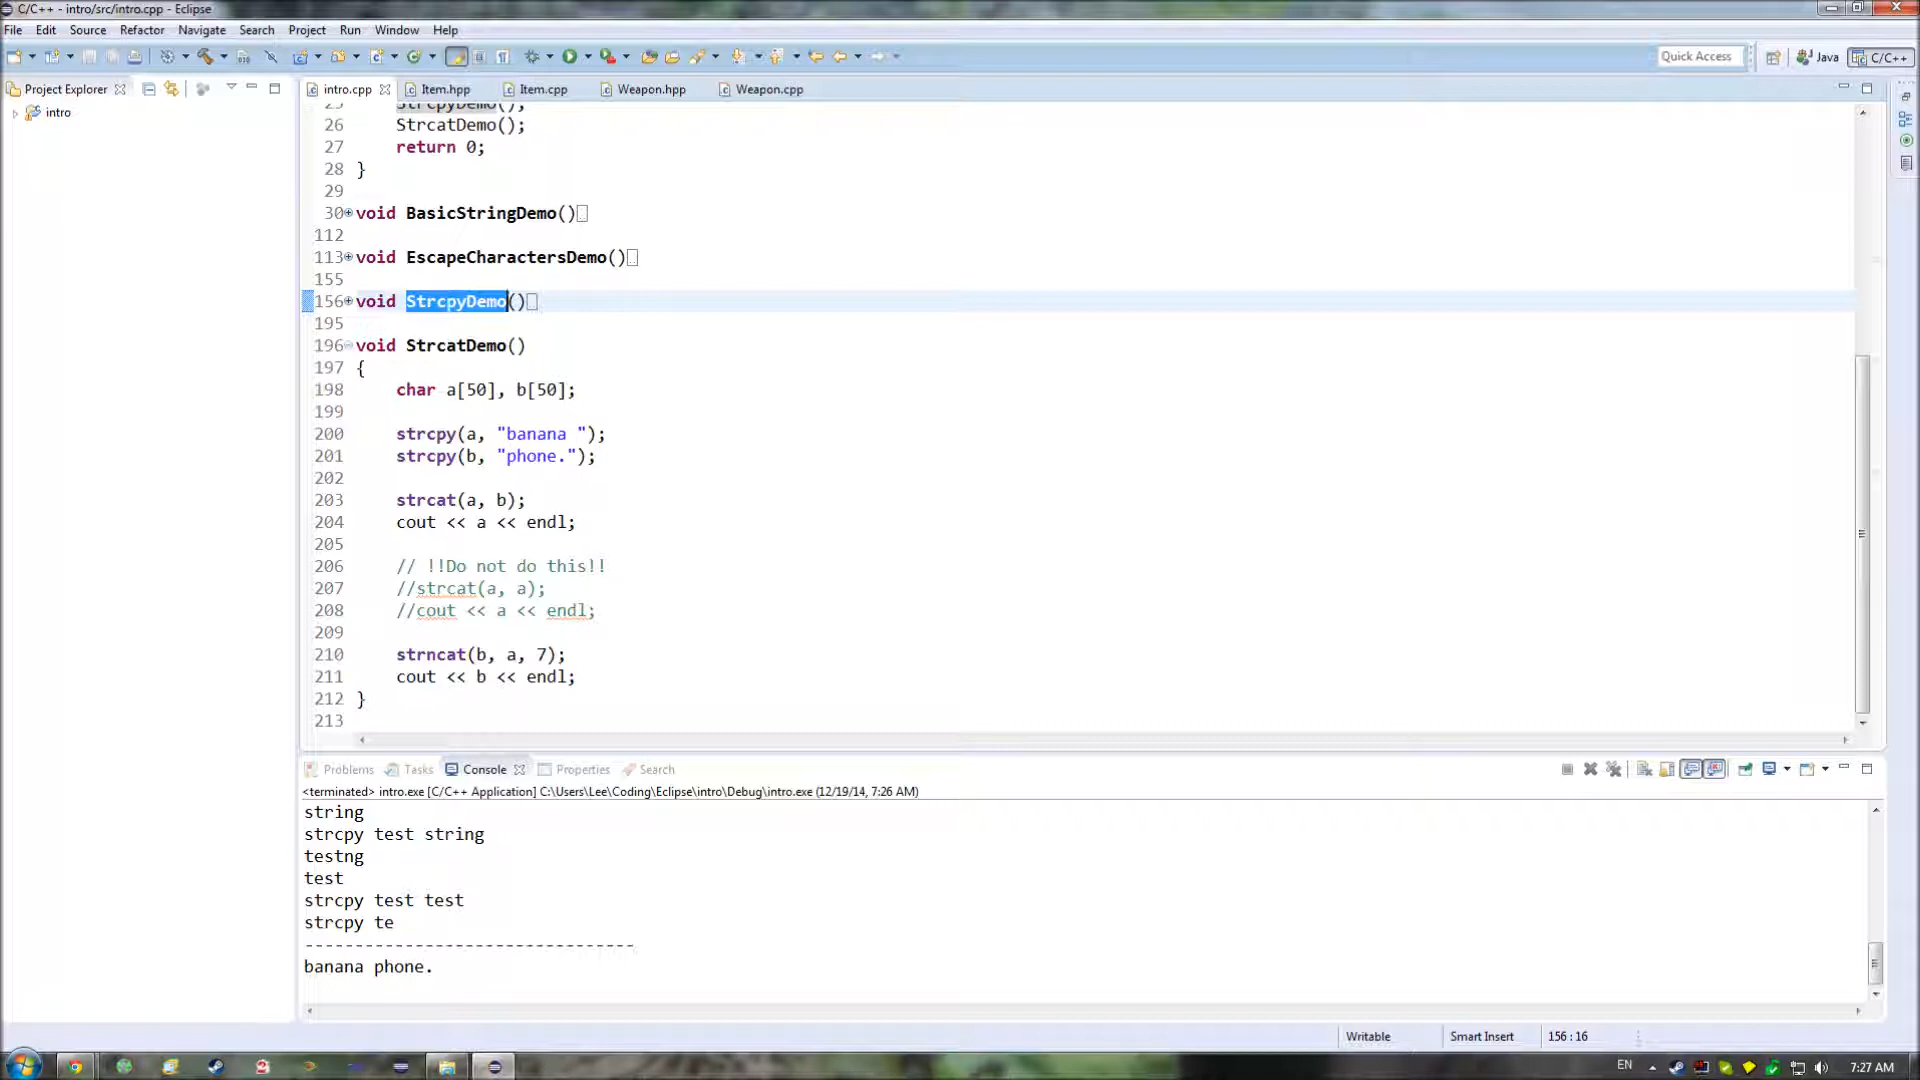 C/C++ - intro/src/intro.cpp - Eclipse
File Edit Source Refactor Navigate Search Project Run Window Help
Quick Access Java C/C++
Project Explorer intro.cpp Item.hpp Item.cpp Weapon.hpp Weapon.cpp
intro
25 StrcpyDemo();
26 StrcatDemo();
27 return 0;
28 }
29
30 void BasicStringDemo()
112
113 void EscapeCharactersDemo()
155
156 void StrcpyDemo()
195
196 void StrcatDemo()
197 {
198 char a[50], b[50];
199
200 strcpy(a, "banana ");
201 strcpy(b, "phone.");
202
203 strcat(a, b);
204 cout << a << endl;
205
206 // !!Do not do this!!
207 //strcat(a, a);
208 //cout << a << endl;
209
210 strncat(b, a, 7);
211 cout << b << endl;
212 }
213
Problems Tasks Console Properties Search
<terminated> intro.exe [C/C++ Application] C:\Users\Lee\Coding\Eclipse\intro\Debug\intro.exe (12/19/14, 7:26 AM)
string
strcpy test string
testng
test
strcpy test test
strcpy te
---------------------------------
banana phone.
Writable Smart Insert 156 : 16
EN 7:27 AM